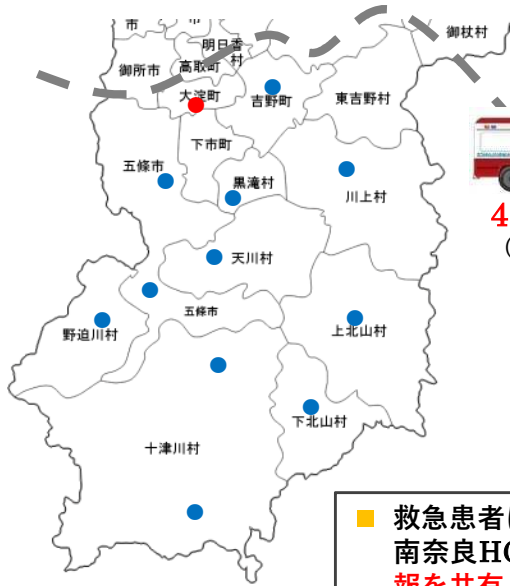 市
市
御杖村
明日香
村
御所市
高取町
大淀町
吉野町
東吉野村
下市町
五條市
黒滝村
川上村
4
(
天川村
五條市
野迫川村
上北山村
下北山村
十津川村
■ 救急患者
南奈良HO
報を共有